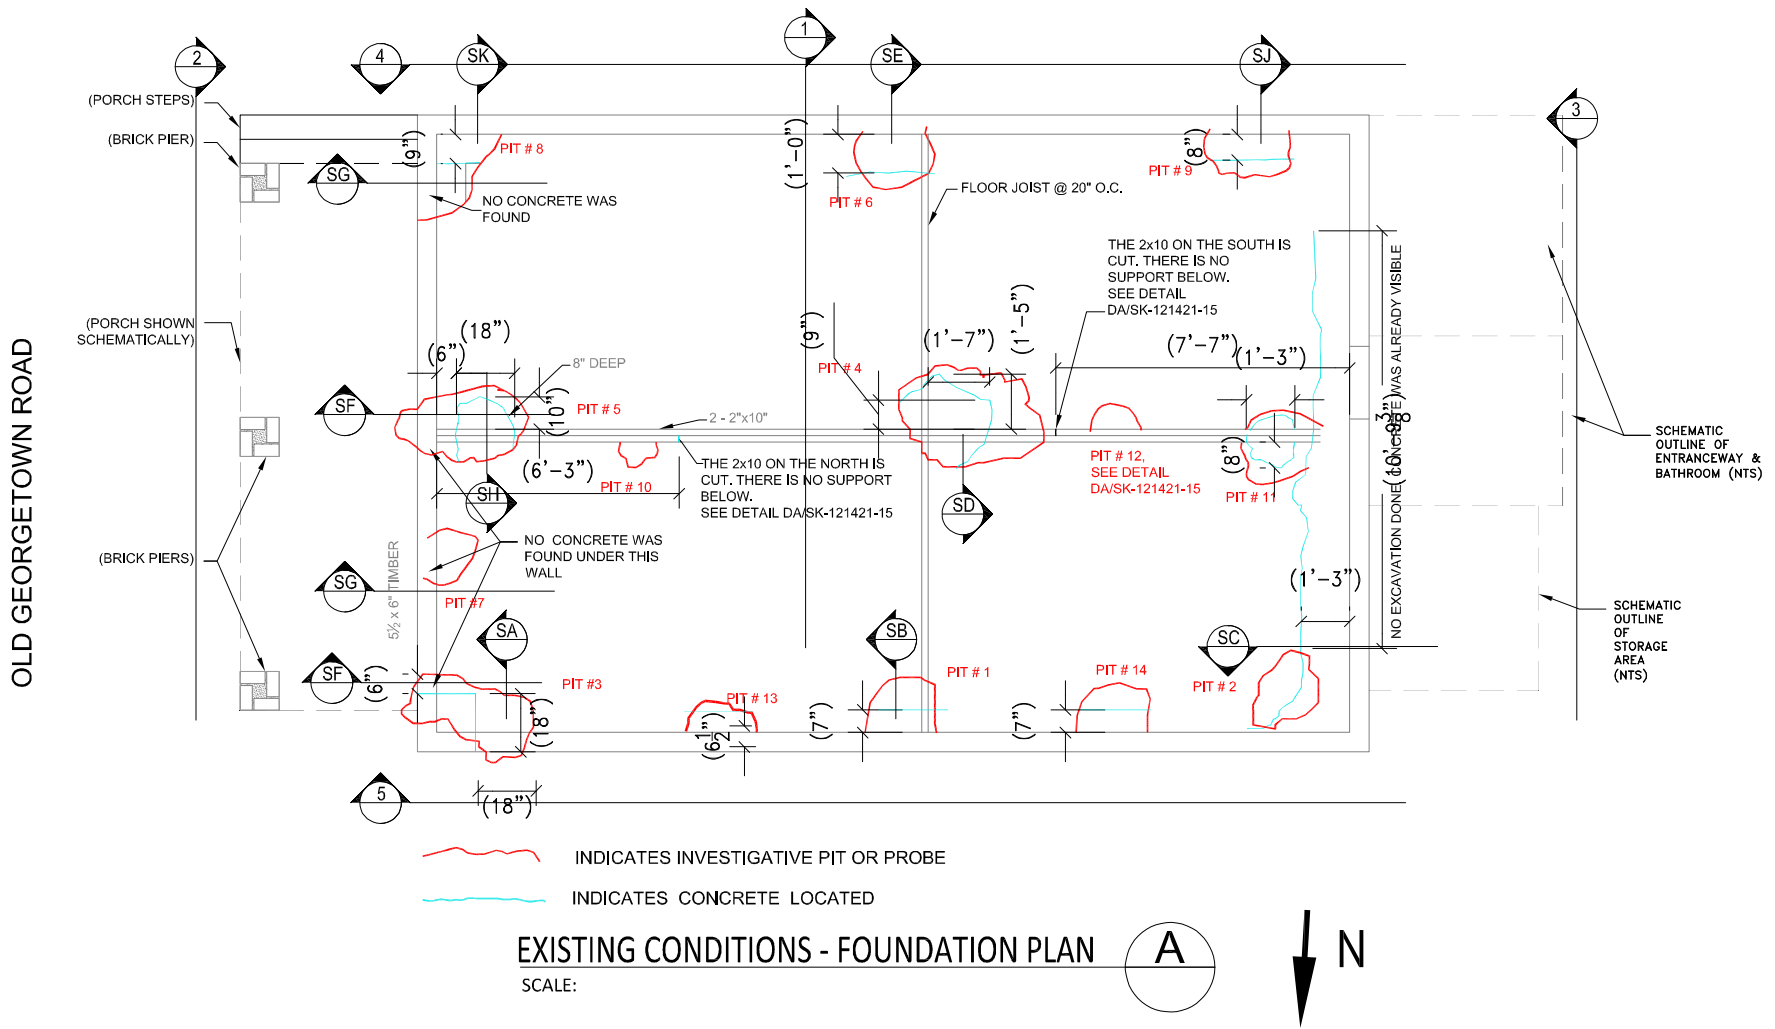 1
2
4
SK
SE
SJ
3
(PORCH STEPS)
(BRICK PIER)
(9")
PIT # 8
(1'-0")
(8")
PIT # 9
SG
NO CONCRETE WAS
FOUND
PIT # 6
FLOOR JOIST @ 20" O.C.
THE 2x10 ON THE SOUTH IS
CUT. THERE IS NO
SUPPORT BELOW.
SEE DETAIL
DA/SK-121421-15
NO EXCAVATION DONE, CONCRETE WAS ALREADY VISIBLE
OLD GEORGETOWN ROAD
(PORCH SHOWN
SCHEMATICALLY)
(18")
(6")
8" DEEP
(9")
(1'-7")
(1'-5")
(7'-7")
(1'-3")
PIT # 4
SF
(10")
PIT # 5
2 - 2"x10"
SCHEMATIC
OUTLINE OF
ENTRANCEWAY &
BATHROOM (NTS)
(6'-3")
THE 2x10 ON THE NORTH IS
CUT. THERE IS NO SUPPORT
BELOW.
SEE DETAIL DA/SK-121421-15
PIT # 10
PIT # 12,
SEE DETAIL
DA/SK-121421-15
(8")
PIT # 11
SH
SD
(BRICK PIERS)
NO CONCRETE WAS
FOUND UNDER THIS
WALL
5½ x 6" TIMBER
SG
PIT #7
(1'-3")
SCHEMATIC
OUTLINE
OF
STORAGE
AREA
(NTS)
SA
SB
SC
SF
(6")
PIT #3
PIT # 13
PIT # 1
PIT # 14
PIT # 2
(18")
(6½")
(7")
(7")
5
(18")
INDICATES INVESTIGATIVE PIT OR PROBE
INDICATES CONCRETE LOCATED
EXISTING CONDITIONS - FOUNDATION PLAN
A
N
SCALE: